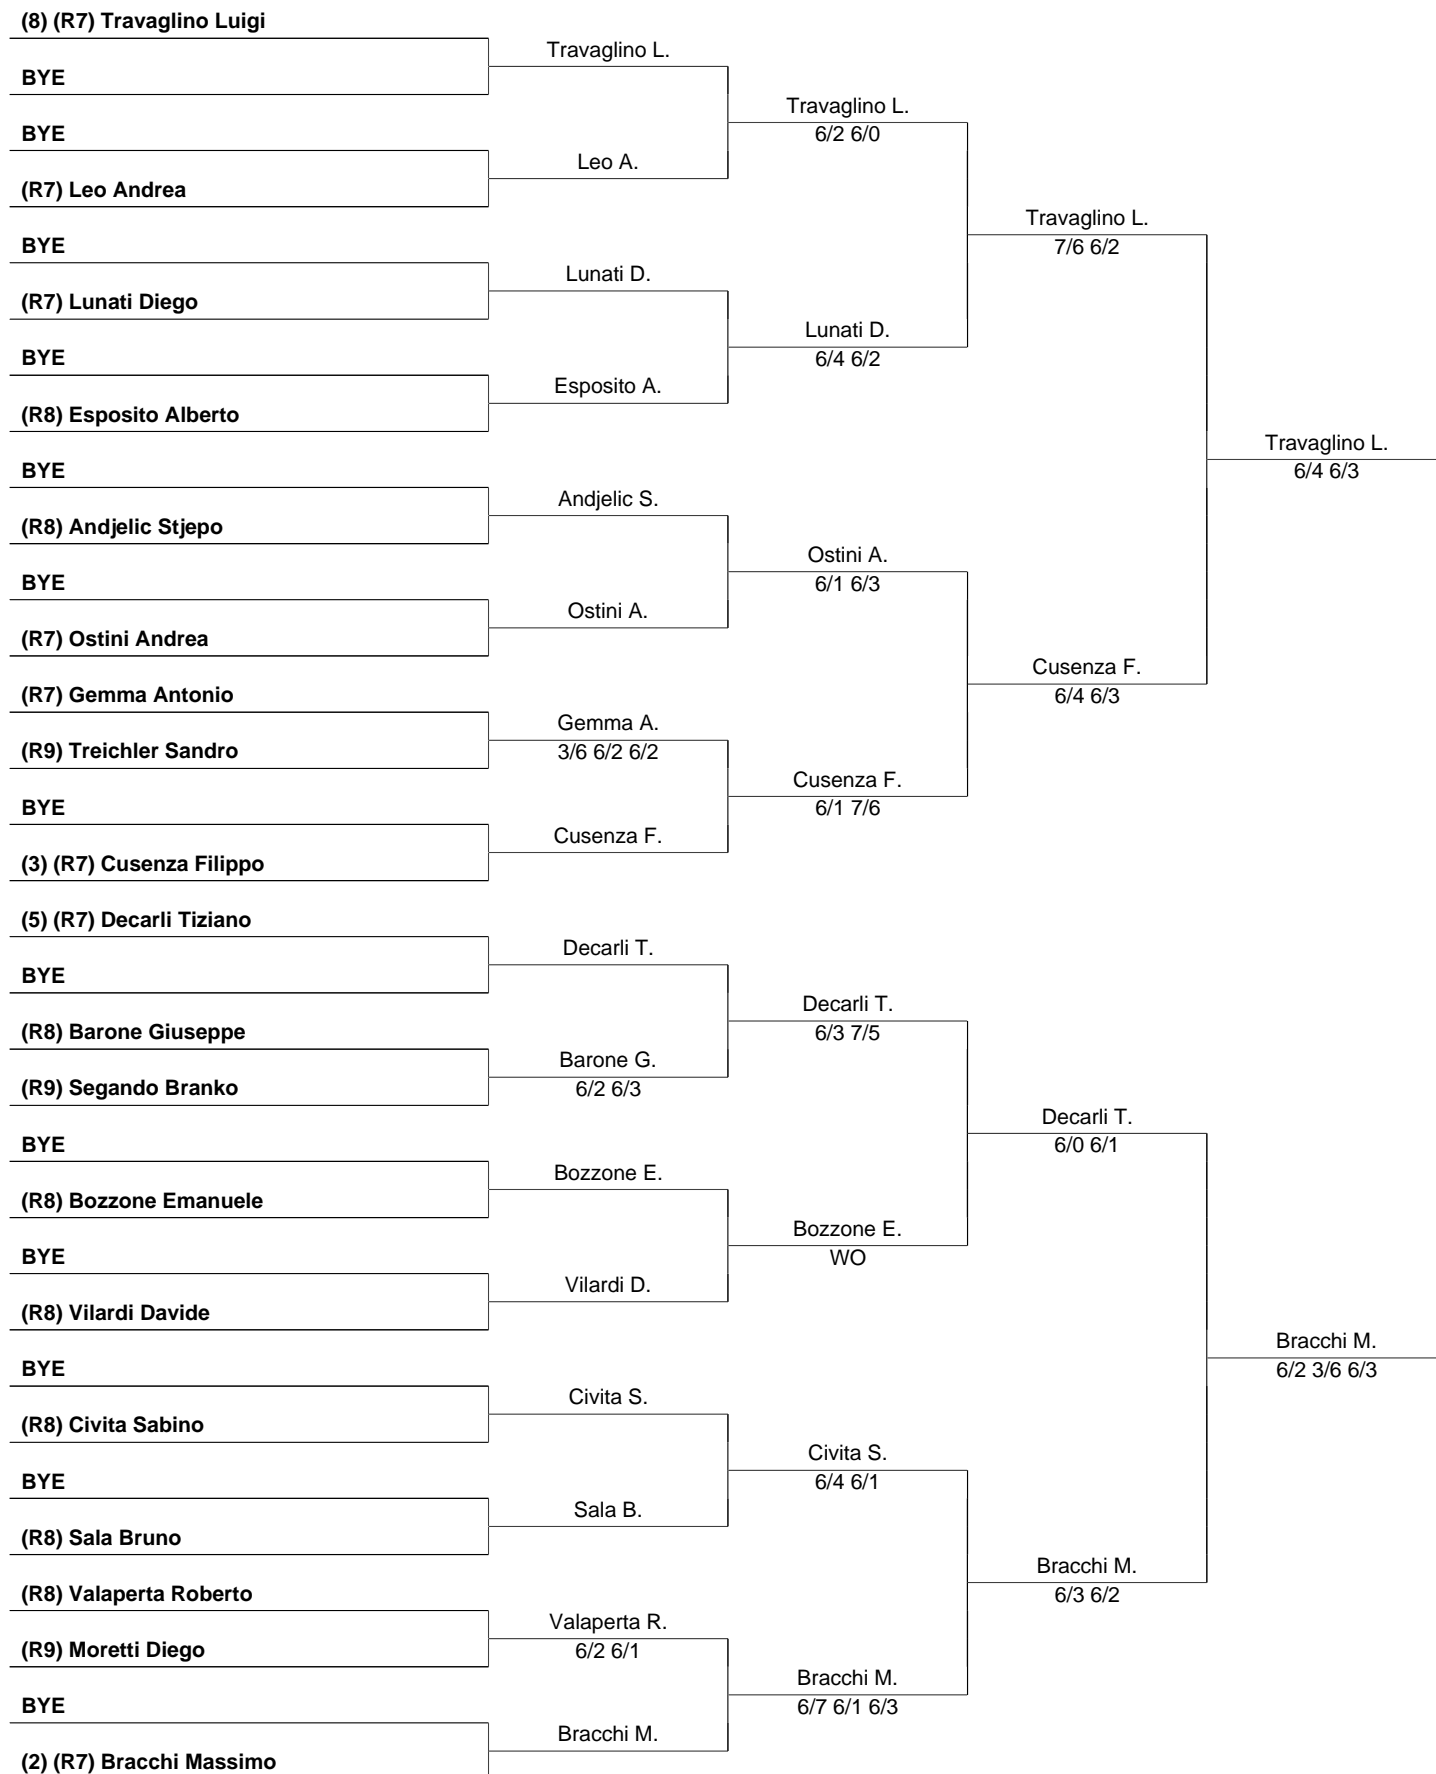 (8) (R7) Travaglino Luigi
Travaglino L.
BYE
Travaglino L.
6/2 6/0
BYE
Leo A.
(R7) Leo Andrea
Travaglino L.
7/6 6/2
BYE
Lunati D.
(R7) Lunati Diego
Lunati D.
6/4 6/2
BYE
Esposito A.
(R8) Esposito Alberto
Travaglino L.
6/4 6/3
BYE
Andjelic S.
(R8) Andjelic Stjepo
Ostini A.
6/1 6/3
BYE
Ostini A.
(R7) Ostini Andrea
Cusenza F.
6/4 6/3
(R7) Gemma Antonio
Gemma A.
3/6 6/2 6/2
(R9) Treichler Sandro
Cusenza F.
6/1 7/6
BYE
Cusenza F.
(3) (R7) Cusenza Filippo
(5) (R7) Decarli Tiziano
Decarli T.
BYE
Decarli T.
6/3 7/5
(R8) Barone Giuseppe
Barone G.
6/2 6/3
(R9) Segando Branko
Decarli T.
6/0 6/1
BYE
Bozzone E.
(R8) Bozzone Emanuele
Bozzone E.
WO
BYE
Vilardi D.
(R8) Vilardi Davide
Bracchi M.
6/2 3/6 6/3
BYE
Civita S.
(R8) Civita Sabino
Civita S.
6/4 6/1
BYE
Sala B.
(R8) Sala Bruno
Bracchi M.
6/3 6/2
(R8) Valaperta Roberto
Valaperta R.
6/2 6/1
(R9) Moretti Diego
Bracchi M.
6/7 6/1 6/3
BYE
Bracchi M.
(2) (R7) Bracchi Massimo